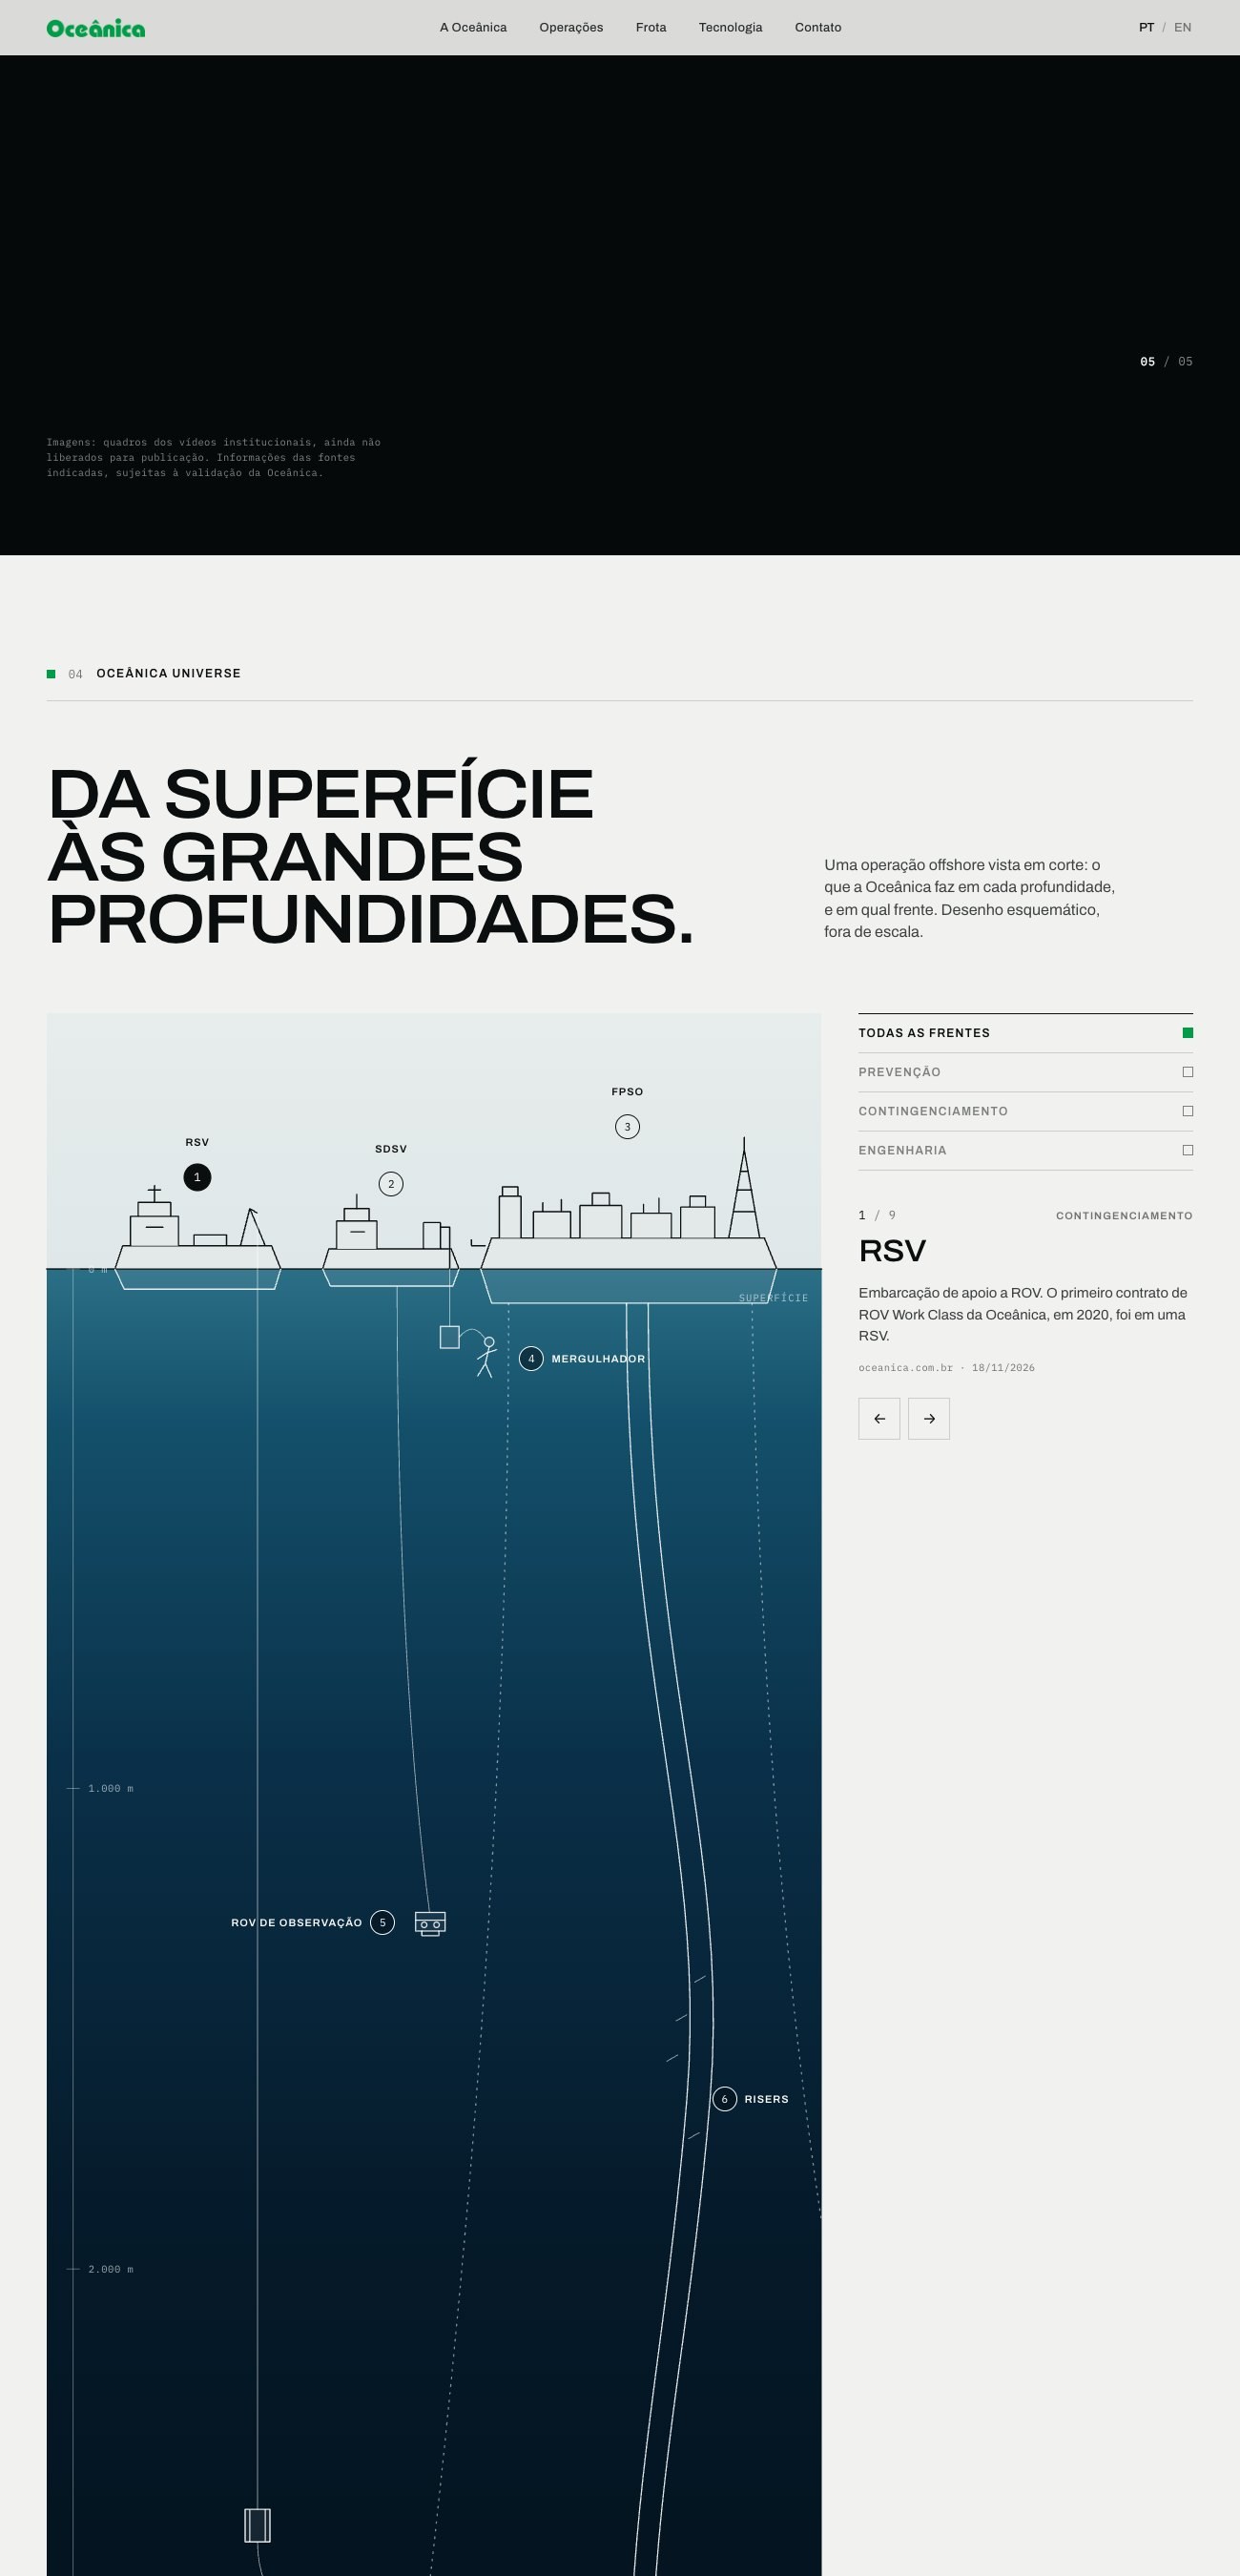 Oceânica
A Oceânica
Operações
Frota
Tecnologia
Contato
PT / EN
05 / 05
Imagens: quadros dos vídeos institucionais, ainda não
liberados para publicação. Informações das fontes
indicadas, sujeitas à validação da Oceânica.
04 OCEÂNICA UNIVERSE
DA SUPERFÍCIE
ÀS GRANDES
PROFUNDIDADES.
Uma operação offshore vista em corte: o
que a Oceânica faz em cada profundidade,
e em qual frente. Desenho esquemático,
fora de escala.
FPSO
3
RSV
1
SDSV
2
0 m
SUPERFÍCIE
4 MERGULHADOR
1.000 m
ROV DE OBSERVAÇÃO 5
6 RISERS
2.000 m
TODAS AS FRENTES
PREVENÇÃO
CONTINGENCIAMENTO
ENGENHARIA
1 / 9
CONTINGENCIAMENTO
RSV
Embarcação de apoio a ROV. O primeiro contrato de
ROV Work Class da Oceânica, em 2020, foi em uma
RSV.
oceanica.com.br · 18/11/2026
← →